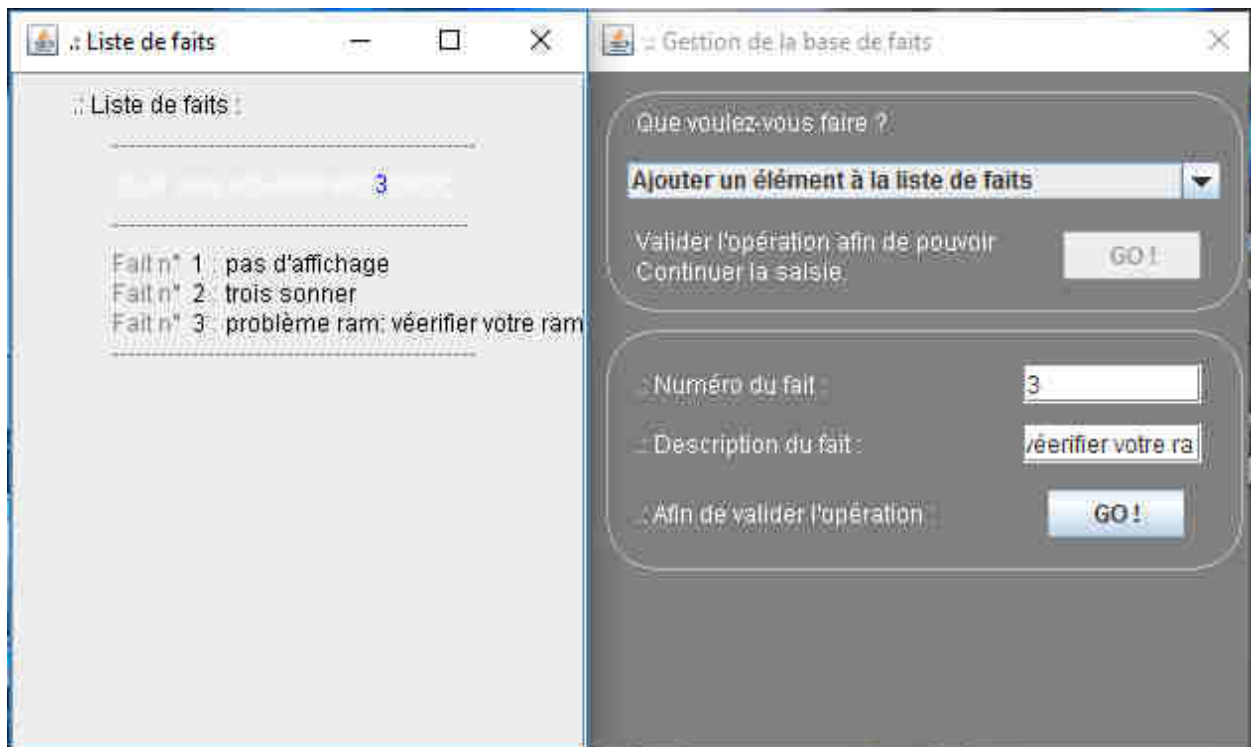 .: Liste de faits
.: Liste de faits :
3
Fait n° 1 : pas d'affichage
Fait n° 2 : trois sonner
Fait n° 3 : problème ram: véerifier votre ram
.: Gestion de la base de faits
Que voulez-vous faire ?
Ajouter un élément à la liste de faits
Valider l'opération afin de pouvoir
Continuer la saisie.
GO !
.: Numéro du fait :
3
.: Description du fait :
véerifier votre ra
.: Afin de valider l'opération :
GO !